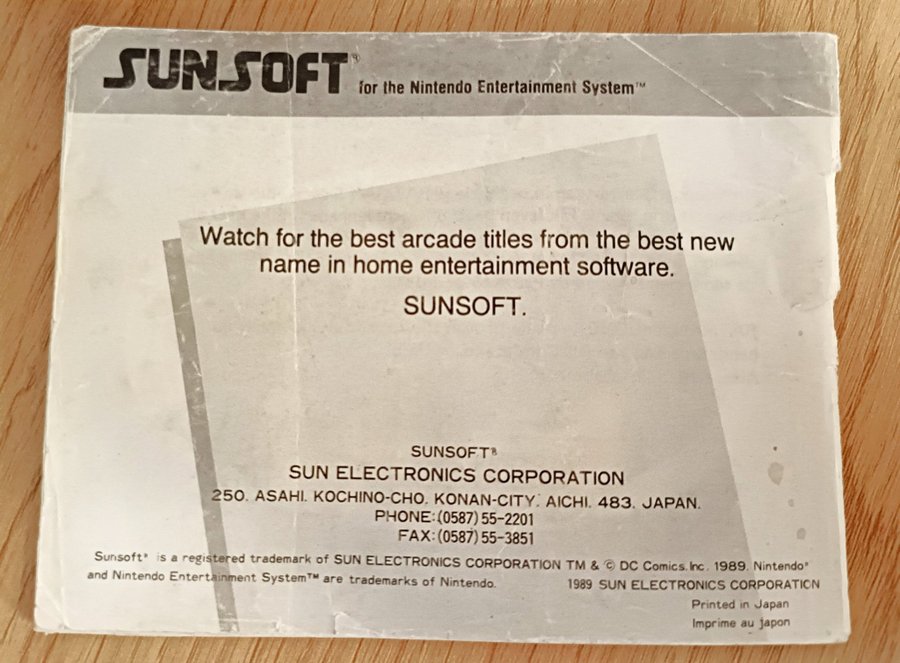 SUNSOFT® for the Nintendo Entertainment System™
Watch for the best arcade titles from the best new
name in home entertainment software.
SUNSOFT.
SUNSOFT®
SUN ELECTRONICS CORPORATION
250. ASAHI. KOCHINO-CHO. KONAN-CITY. AICHI. 483. JAPAN.
PHONE:(0587)55-2201
FAX:(0587)55-3851
Sunsoft® is a registered trademark of SUN ELECTRONICS CORPORATION TM & © DC Comics.Inc. 1989. Nintendo®
and Nintendo Entertainment System™ are trademarks of Nintendo. 1989 SUN ELECTRONICS CORPORATION
Printed in Japan
Imprime au japon